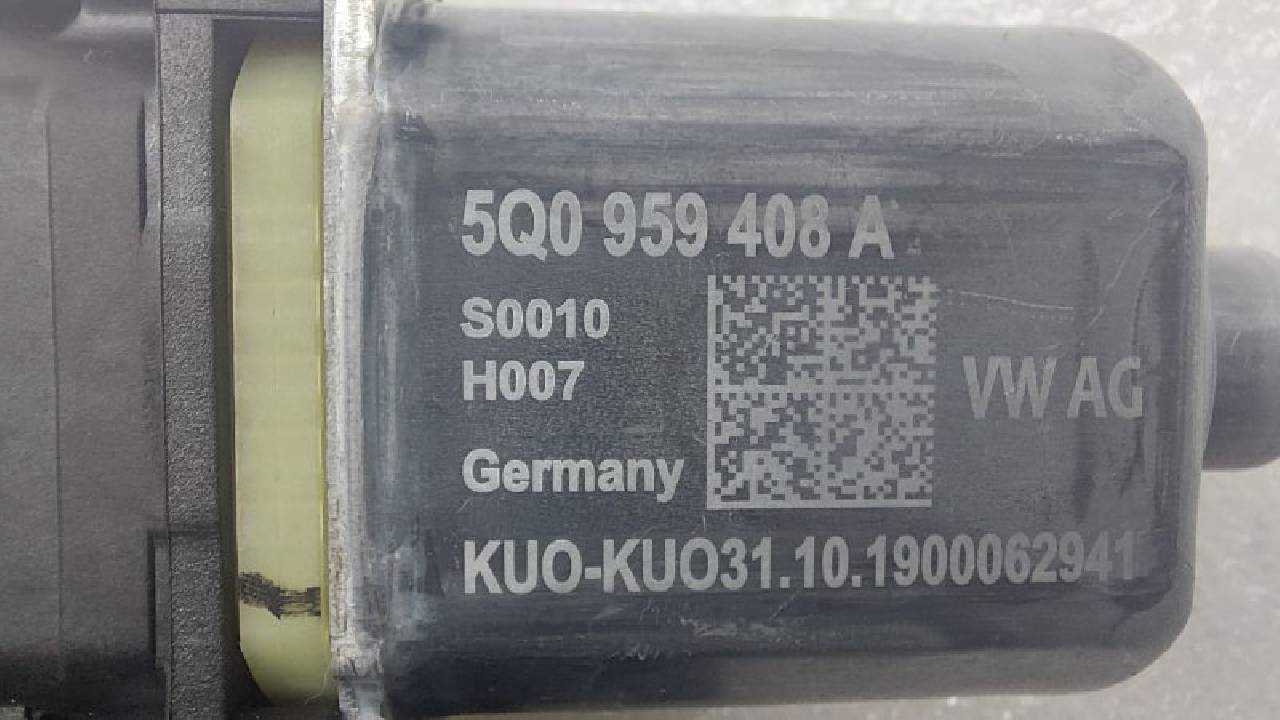 5Q0 959 408 A
S0010
H007
VW AG
Germany
KUO-KUO31.10.1900062941